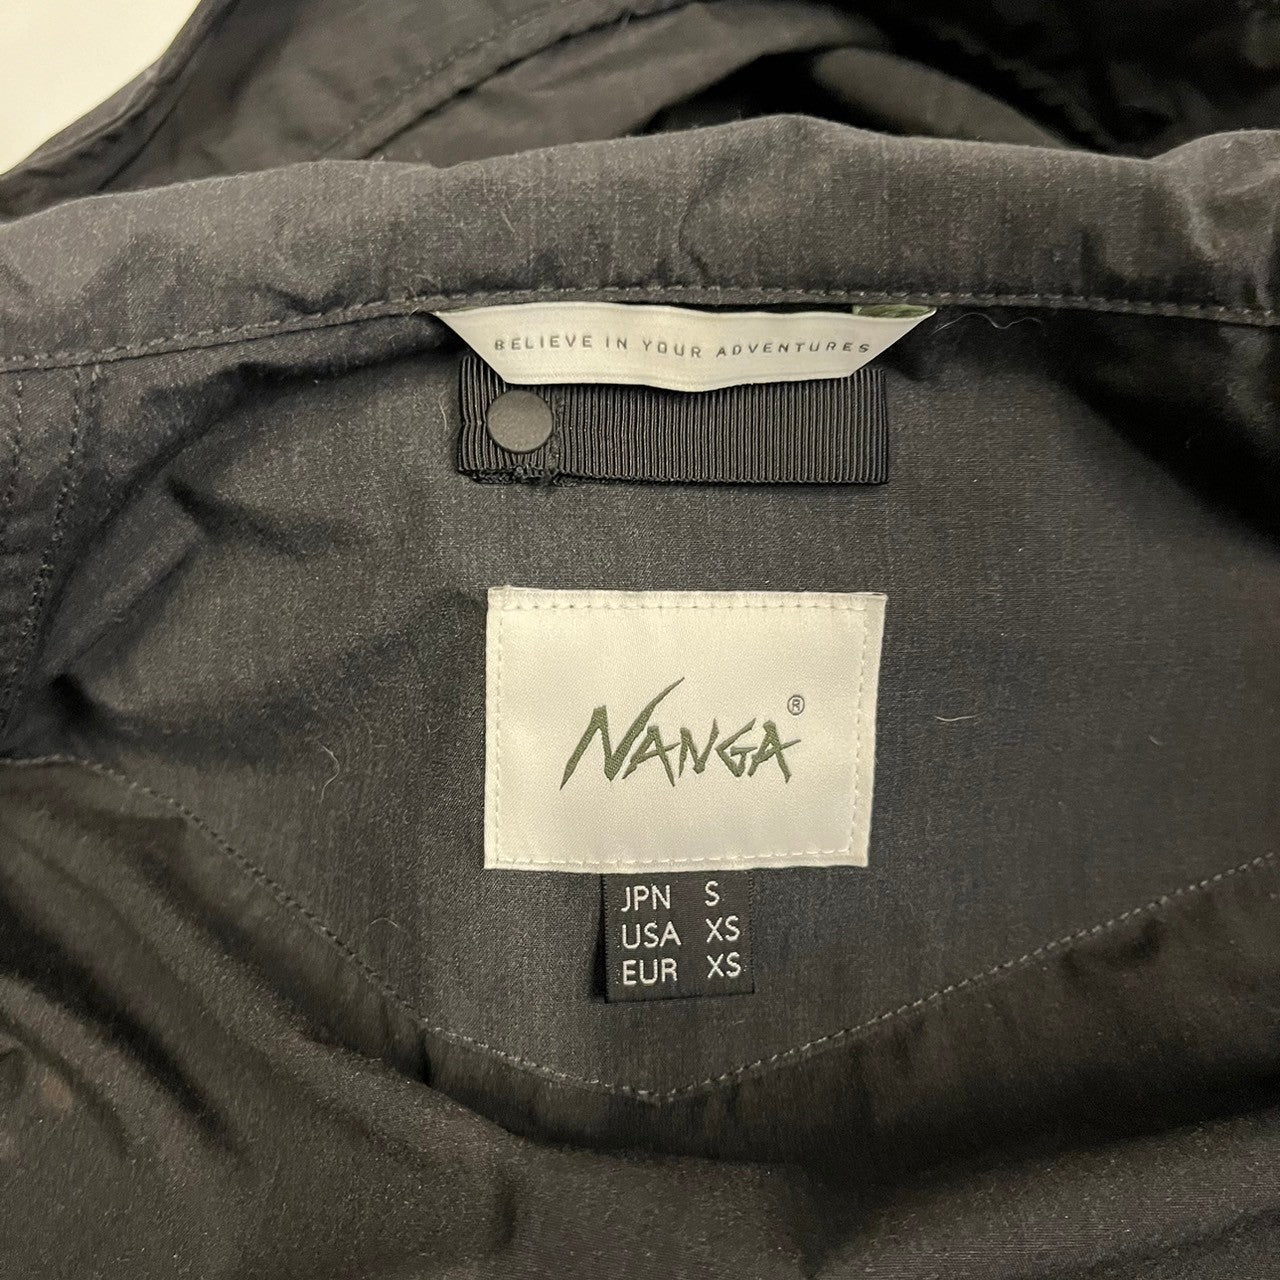 BELIEVE IN YOUR ADVENTURES
NANGA®
JPN S
USA XS
EUR XS